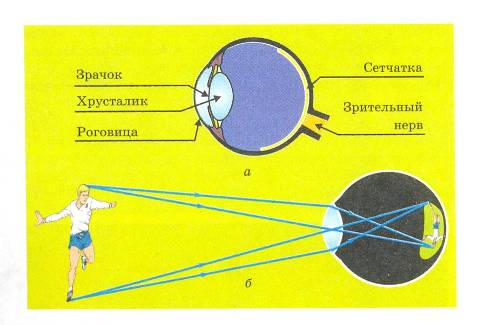 Зрачок
Хрусталик
Роговица
Сетчатка
Зрительный
нерв
а
б